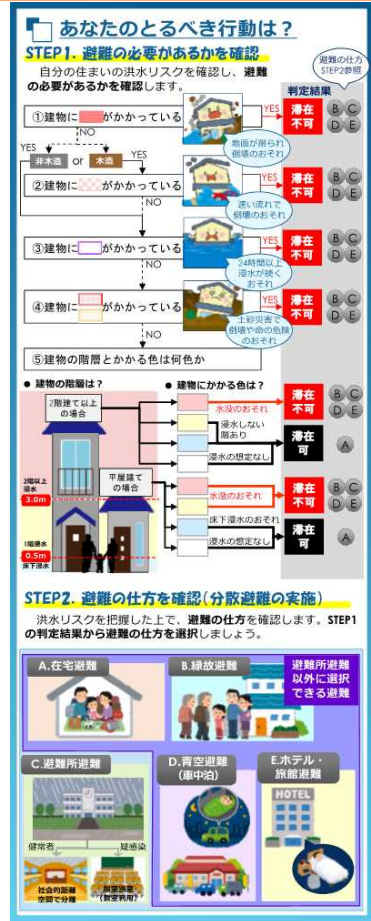 あなたのとるべき行動は？
STEP1. 避難の必要があるかを確認
避難の仕方
STEP2参照
自分の住まいの洪水リスクを確認し、避難
の必要があるかを確認します。
判定結果
①建物に
がかかっている
YES
滞在
不可
B C
D E
地面が削られ
倒壊のおそれ
NO
YES
非木造 or 木造
YES
②建物に
がかかっている
YES
滞在
不可
B C
D E
速い流れで
倒壊のおそれ
NO
③建物に
がかかっている
YES
滞在
不可
B C
D E
24時間以上
浸水が続く
おそれ
NO
④建物に
がかかっている
YES
滞在
不可
B C
D E
土砂災害で
倒壊や命の危険
のおそれ
NO
⑤建物の階層とかかる色は何色か
● 建物の階層は？
● 建物にかかる色は？
2階建て以上
の場合
水没のおそれ
滞在
不可
B C
D E
浸水しない
階あり
浸水の想定なし
滞在
可
A
平屋建て
の場合
2階以上
浸水
3.0m
水没のおそれ
滞在
不可
B C
D E
床下浸水のおそれ
浸水の想定なし
滞在
可
A
1階浸水
0.5m
床下浸水
STEP2. 避難の仕方を確認(分散避難の実施)
洪水リスクを把握した上で、避難の仕方を確認します。STEP1
の判定結果から避難の仕方を選択しましょう。
A.在宅避難
B.縁故避難
避難所避難
以外に選択
できる避難
C.避難所避難
D.青空避難
(車中泊)
E.ホテル・
旅館避難
HOTEL
健常者
疑感染
社会的距離
空間で分離
(教室利用)